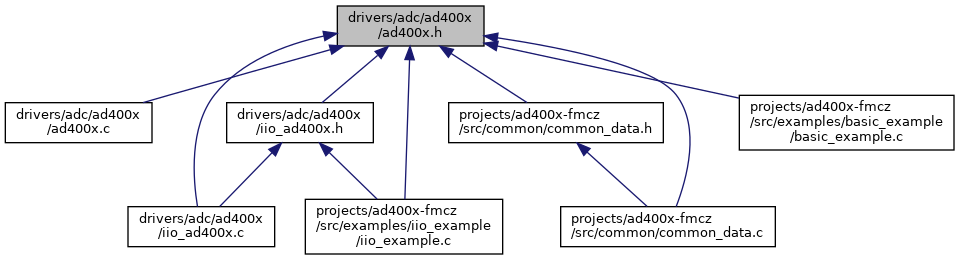 drivers/adc/ad400x
/ad400x.h
drivers/adc/ad400x
/ad400x.c
drivers/adc/ad400x
/iio_ad400x.h
projects/ad400x-fmcz
/src/common/common_data.h
projects/ad400x-fmcz
/src/examples/basic_example
/basic_example.c
drivers/adc/ad400x
/iio_ad400x.c
projects/ad400x-fmcz
/src/examples/iio_example
/iio_example.c
projects/ad400x-fmcz
/src/common/common_data.c